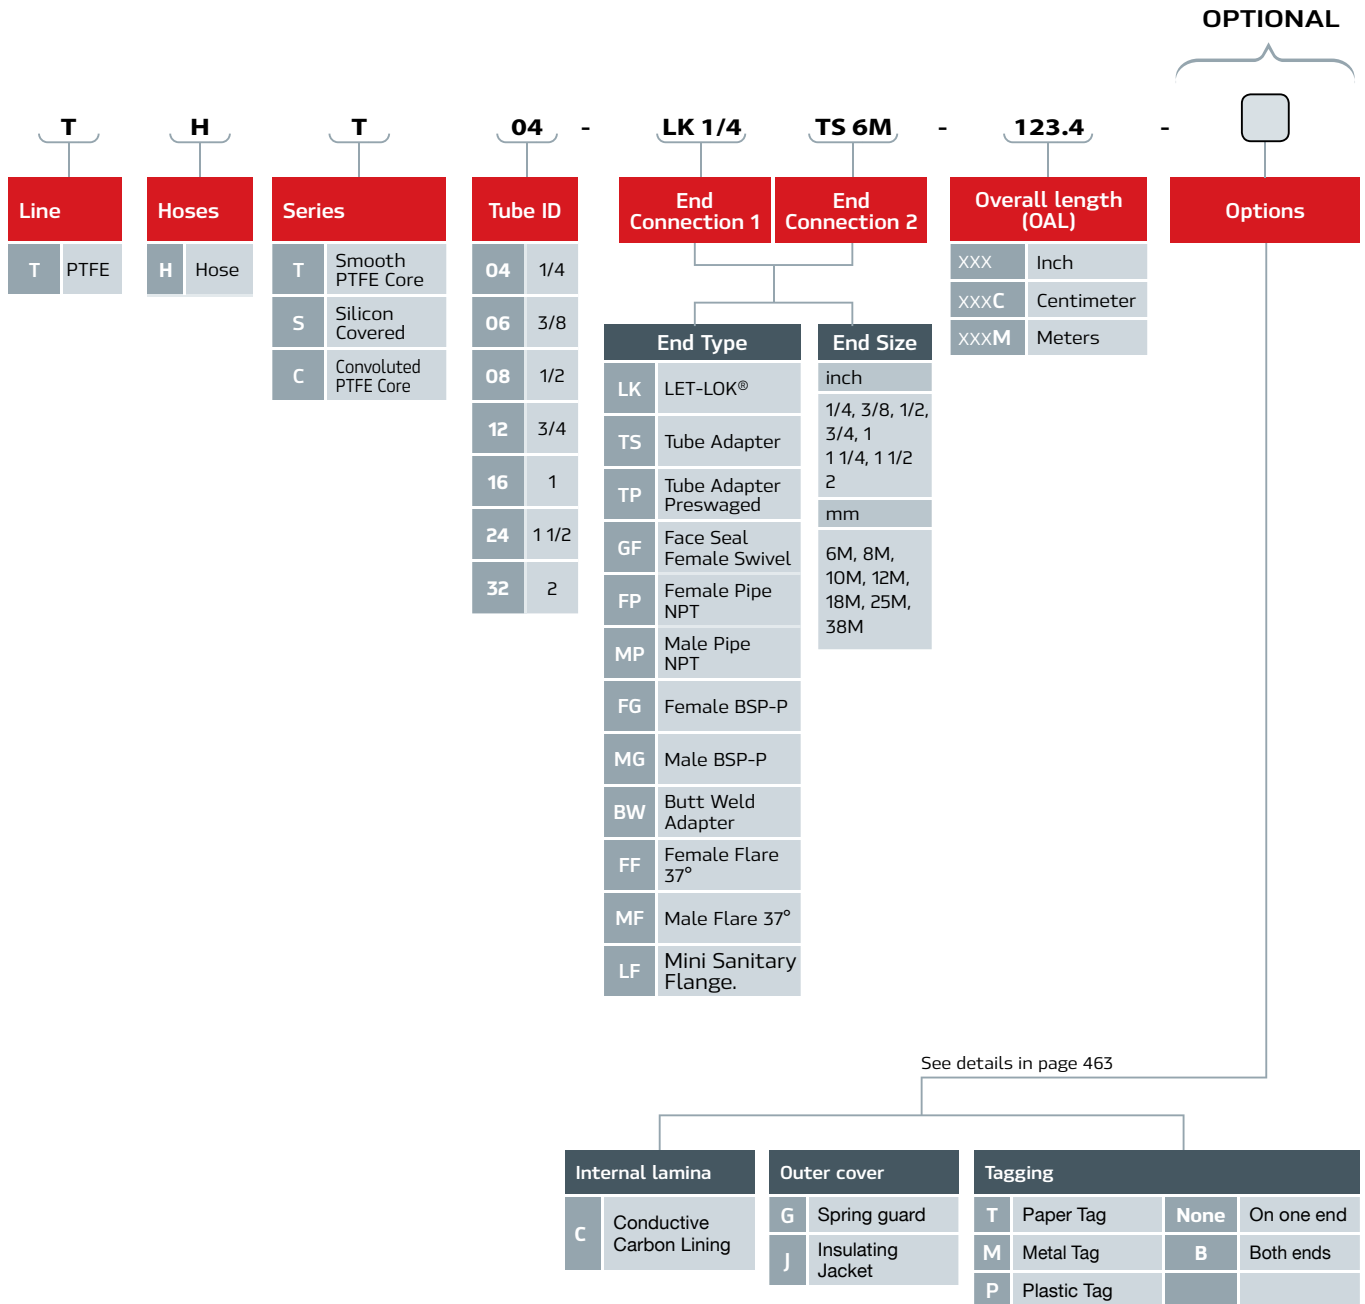 OPTIONAL
T H T 04 - LK 1/4 TS 6M - 123.4 -
Line
T PTFE
Hoses
H Hose
Series
T Smooth
PTFE Core
S Silicon
Covered
C Convoluted
PTFE Core
Tube ID
04 1/4
06 3/8
08 1/2
12 3/4
16 1
24 1 1/2
32 2
End
Connection 1
End
Connection 2
End Type
LK LET-LOK®
TS Tube Adapter
TP Tube Adapter
Preswaged
GF Face Seal
Female Swivel
FP Female Pipe
NPT
MP Male Pipe
NPT
FG Female BSP-P
MG Male BSP-P
BW Butt Weld
Adapter
FF Female Flare
37°
MF Male Flare 37°
LF Mini Sanitary
Flange.
End Size
inch
1/4, 3/8, 1/2,
3/4, 1
1 1/4, 1 1/2
2
mm
6M, 8M,
10M, 12M,
18M, 25M,
38M
Overall length
(OAL)
XXX Inch
XXXC Centimeter
XXXM Meters
Options
See details in page 463
Internal lamina
C Conductive
Carbon Lining
Outer cover
G Spring guard
J Insulating
Jacket
Tagging
T Paper Tag None On one end
M Metal Tag B Both ends
P Plastic Tag